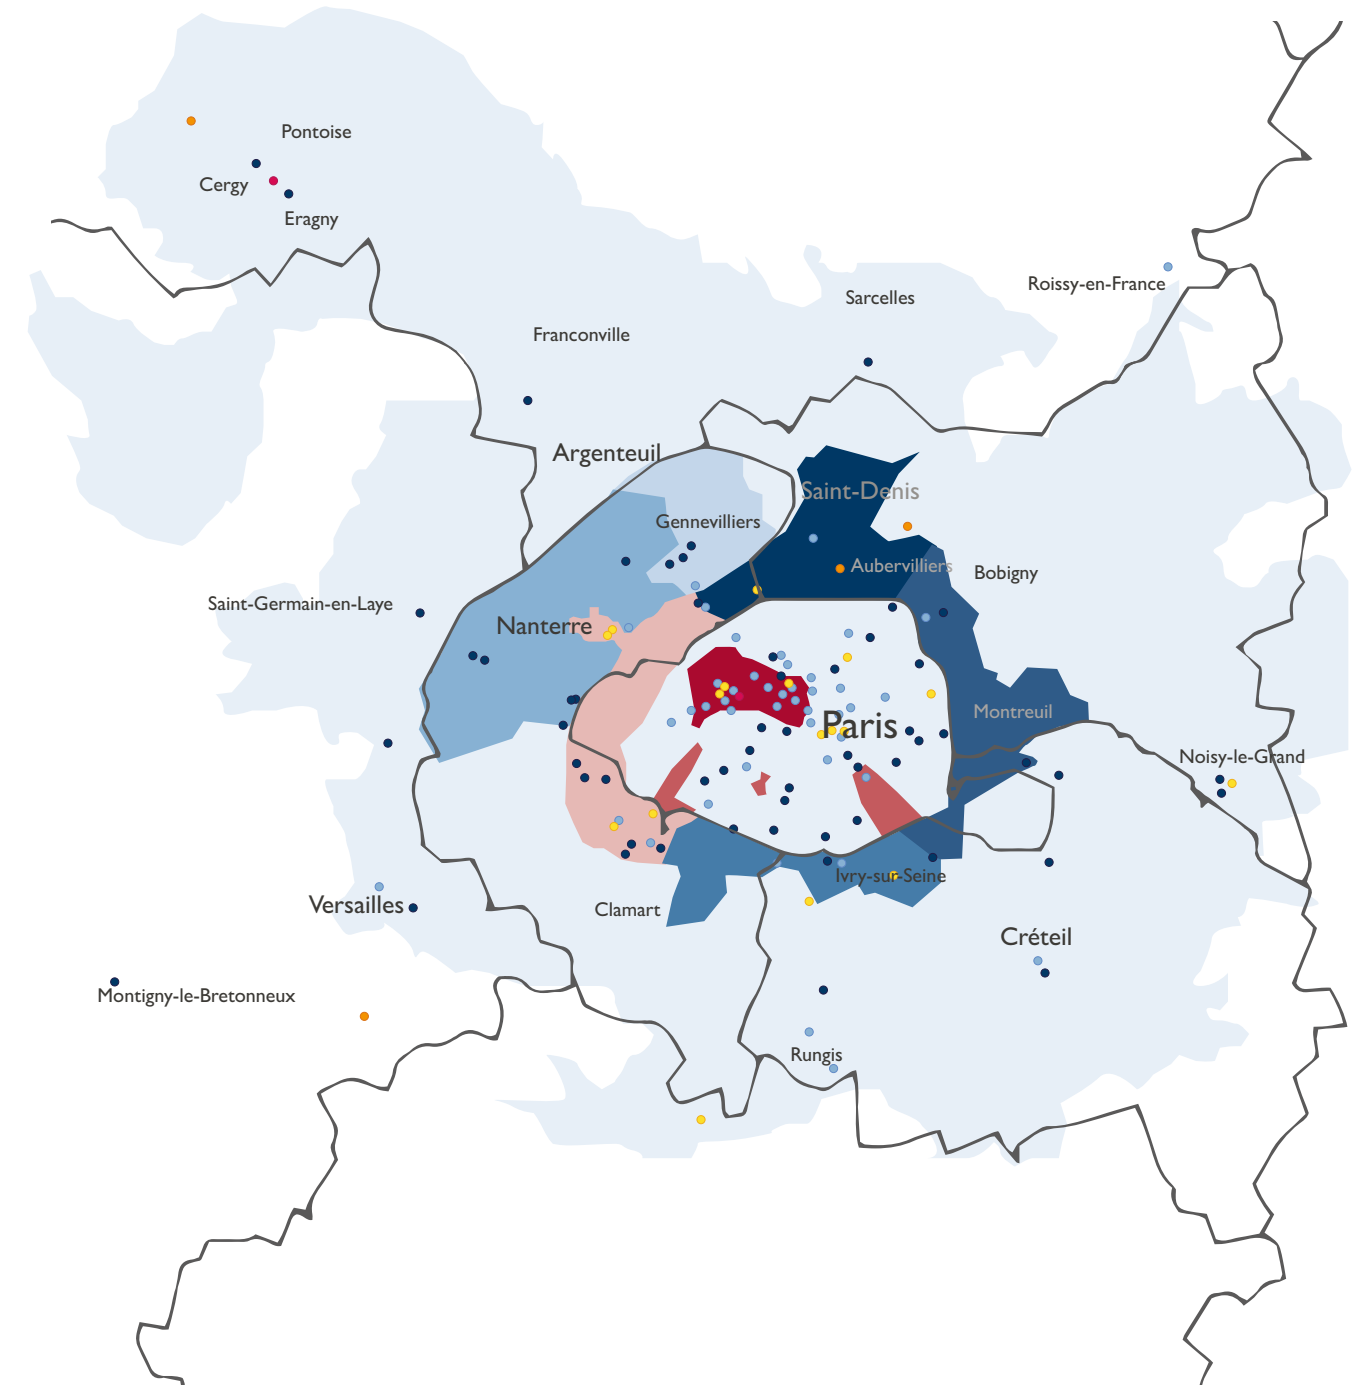 Pontoise
Cergy
Eragny
Roissy-en-France
Sarcelles
Franconville
Argenteuil
Saint-Denis
Gennevilliers
Aubervilliers
Bobigny
Saint-Germain-en-Laye
Nanterre
Montreuil
Paris
Noisy-le-Grand
Ivry-sur-Seine
Versailles
Clamart
Créteil
Montigny-le-Bretonneux
Rungis